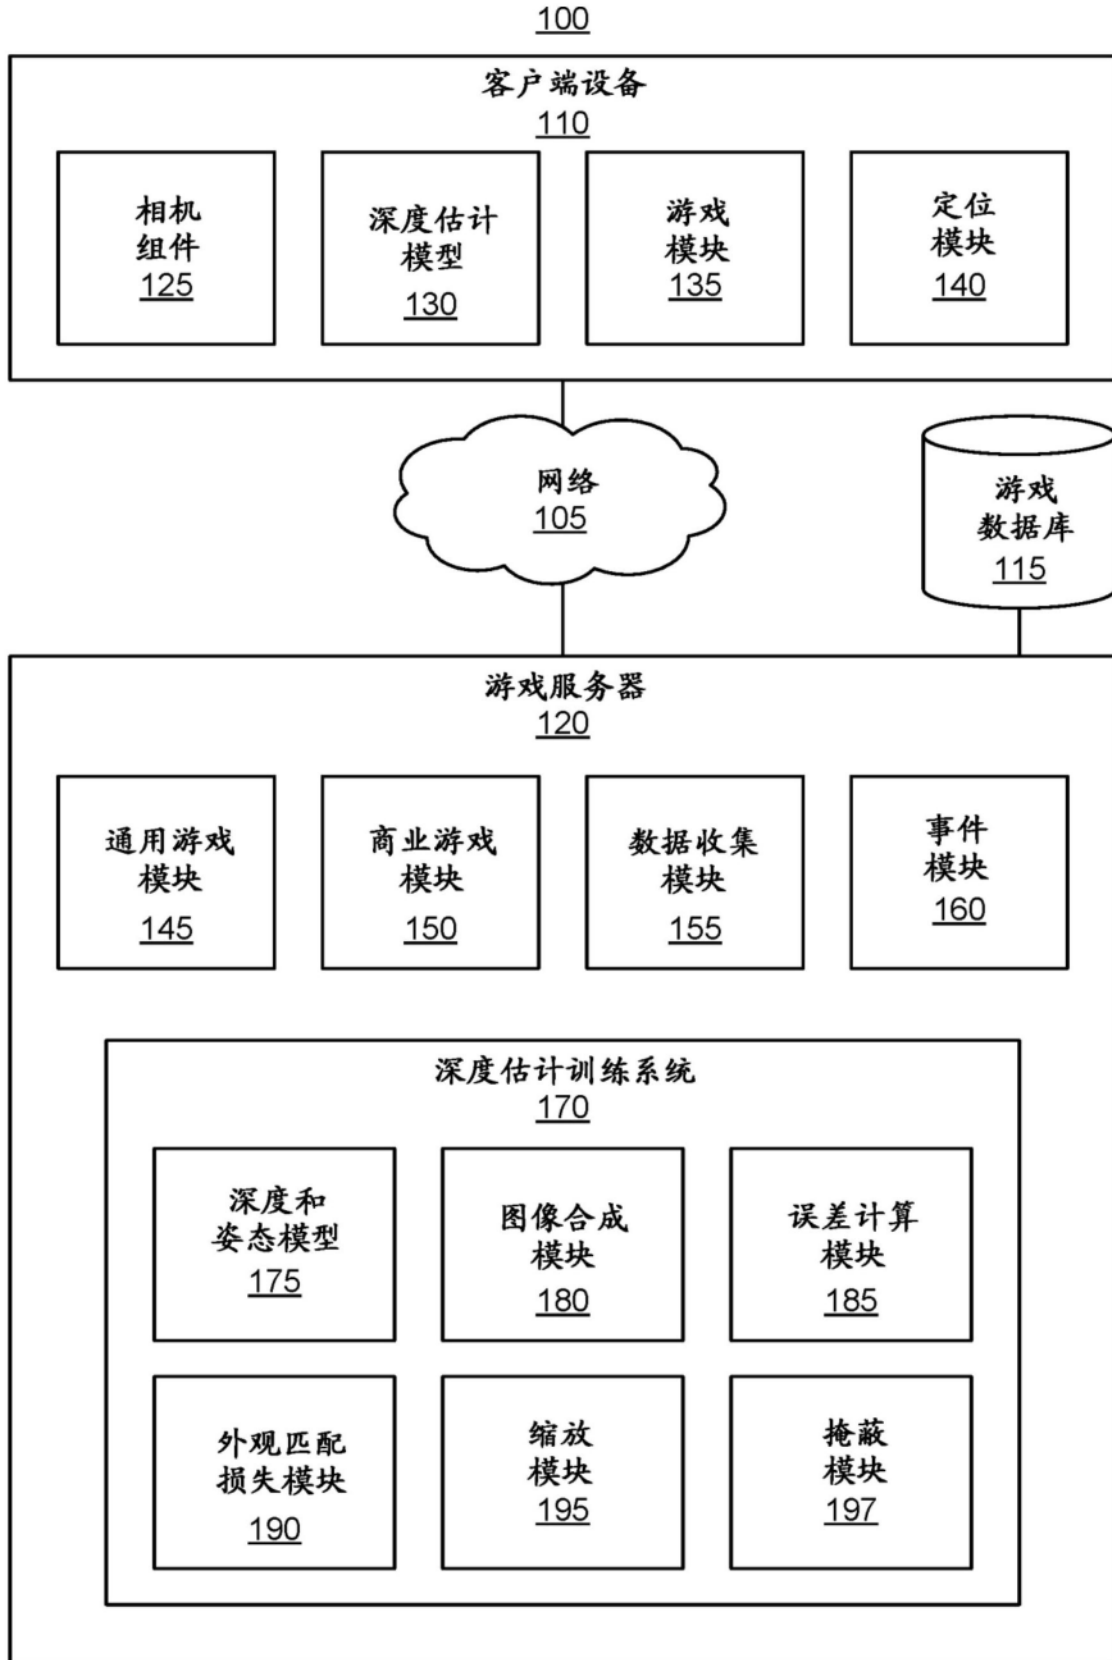 100
客户端设备
110
相机
组件
125
深度估计
模型
130
游戏
模块
135
定位
模块
140
网络
105
游戏
数据库
115
游戏服务器
120
通用游戏
模块
145
商业游戏
模块
150
数据收集
模块
155
事件
模块
160
深度估计训练系统
170
深度和
姿态模型
175
图像合成
模块
180
误差计算
模块
185
外观匹配
损失模块
190
缩放
模块
195
掩蔽
模块
197